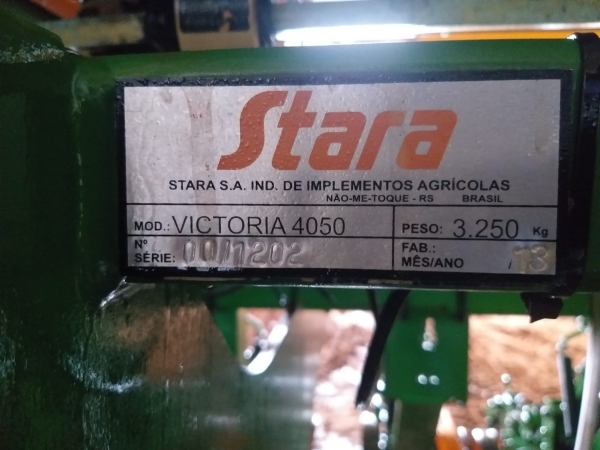 Stara
STARA S.A. IND. DE IMPLEMENTOS AGRÍCOLAS
NÃO-ME-TOQUE - RS BRASIL
MOD.: VICTORIA 4050
PESO: 3.250 Kg
Nº
SÉRIE:
FAB.:
MÊS/ANO /13